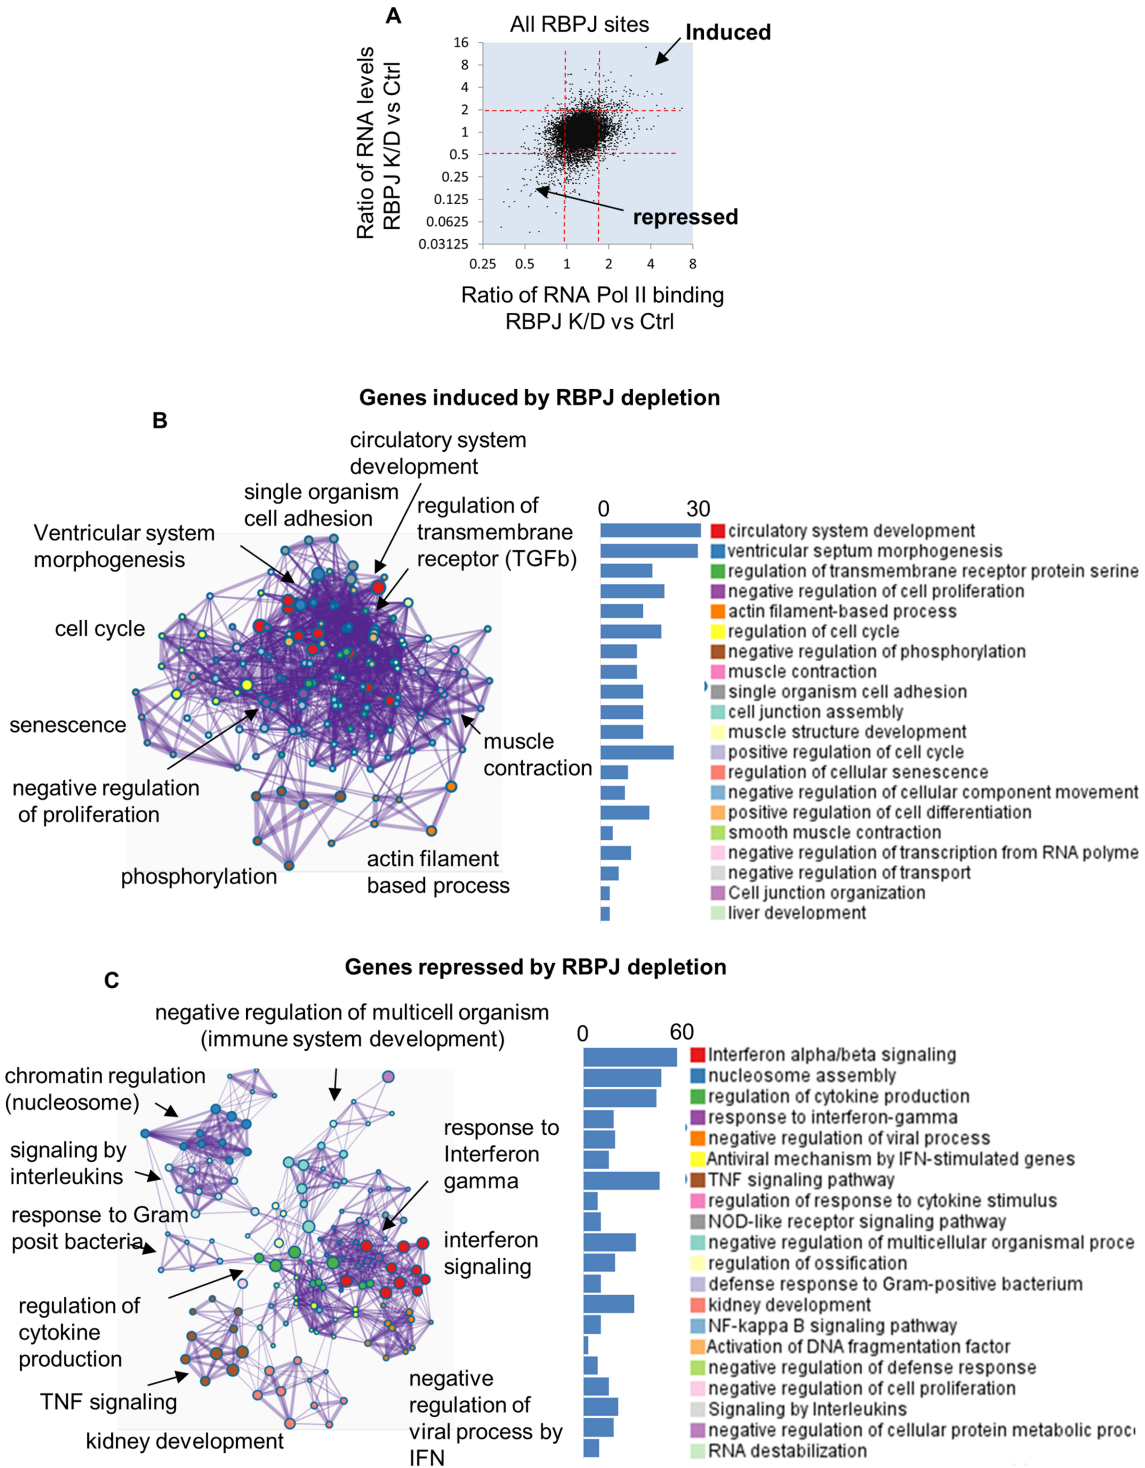 A
All RBPJ sites
Induced
Ratio of RNA levels
RBPJ K/D vs Ctrl
16
8
4
2
1
0.5
0.25
0.125
0.0625
0.03125
repressed
0.25 0.5 1 2 4 8
Ratio of RNA Pol II binding
RBPJ K/D vs Ctrl
Genes induced by RBPJ depletion
B
circulatory system
development
single organism
cell adhesion
regulation of
transmembrane
receptor (TGFb)
Ventricular system
morphogenesis
cell cycle
senescence
negative regulation
of proliferation
phosphorylation
actin filament
based process
muscle
contraction
0 30
circulatory system development
ventricular septum morphogenesis
regulation of transmembrane receptor protein serine
negative regulation of cell proliferation
actin filament-based process
regulation of cell cycle
negative regulation of phosphorylation
muscle contraction
single organism cell adhesion
cell junction assembly
muscle structure development
positive regulation of cell cycle
regulation of cellular senescence
negative regulation of cellular component movement
positive regulation of cell differentiation
smooth muscle contraction
negative regulation of transcription from RNA polyme
negative regulation of transport
Cell junction organization
liver development
Genes repressed by RBPJ depletion
C
negative regulation of multicell organism
(immune system development)
chromatin regulation
(nucleosome)
signaling by
interleukins
response to Gram
posit bacteria
regulation of
cytokine
production
TNF signaling
kidney development
response to
Interferon
gamma
interferon
signaling
negative
regulation of
viral process by
IFN
0 60
Interferon alpha/beta signaling
nucleosome assembly
regulation of cytokine production
response to interferon-gamma
negative regulation of viral process
Antiviral mechanism by IFN-stimulated genes
TNF signaling pathway
regulation of response to cytokine stimulus
NOD-like receptor signaling pathway
negative regulation of multicellular organismal proce
regulation of ossification
defense response to Gram-positive bacterium
kidney development
NF-kappa B signaling pathway
Activation of DNA fragmentation factor
negative regulation of defense response
negative regulation of cell proliferation
Signaling by Interleukins
negative regulation of cellular protein metabolic proc
RNA destabilization